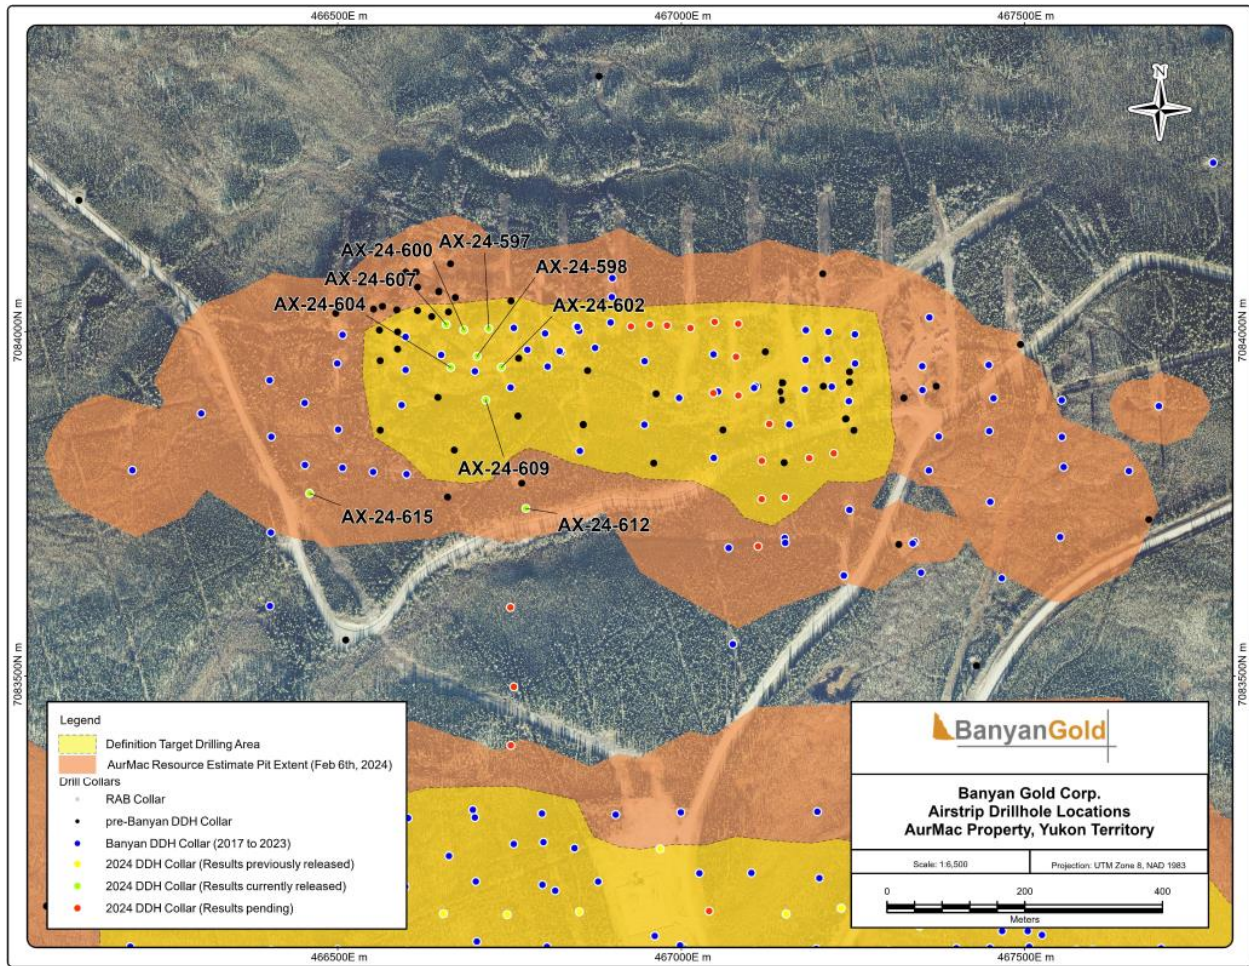 466500E m
467000E m
467500E m
N
AX-24-600
AX-24-597
AX-24-607
AX-24-598
AX-24-604
AX-24-602
7084000N m
7084000N m
AX-24-609
AX-24-615
AX-24-612
7083500N m
7083500N m
Legend
Definition Target Drilling Area
AurMac Resource Estimate Pit Extent (Feb 6th, 2024)
Drill Collars
RAB Collar
pre-Banyan DDH Collar
Banyan DDH Collar (2017 to 2023)
2024 DDH Collar (Results previously released)
2024 DDH Collar (Results currently released)
2024 DDH Collar (Results pending)
BanyanGold
Banyan Gold Corp.
Airstrip Drillhole Locations
AurMac Property, Yukon Territory
Scale: 1:6,500
Projection: UTM Zone 8, NAD 1983
0 200 400
Meters
466500E m
467000E m
467500E m